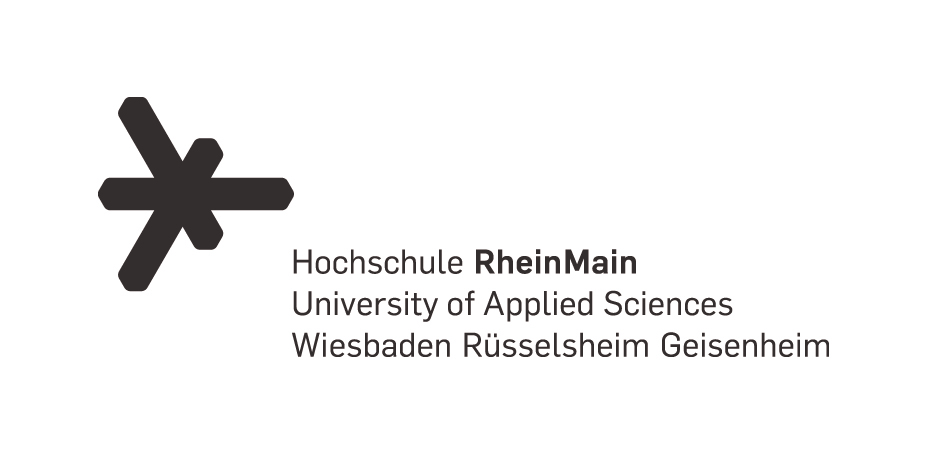 Hochschule RheinMain
University of Applied Sciences
Wiesbaden Rüsselsheim Geisenheim